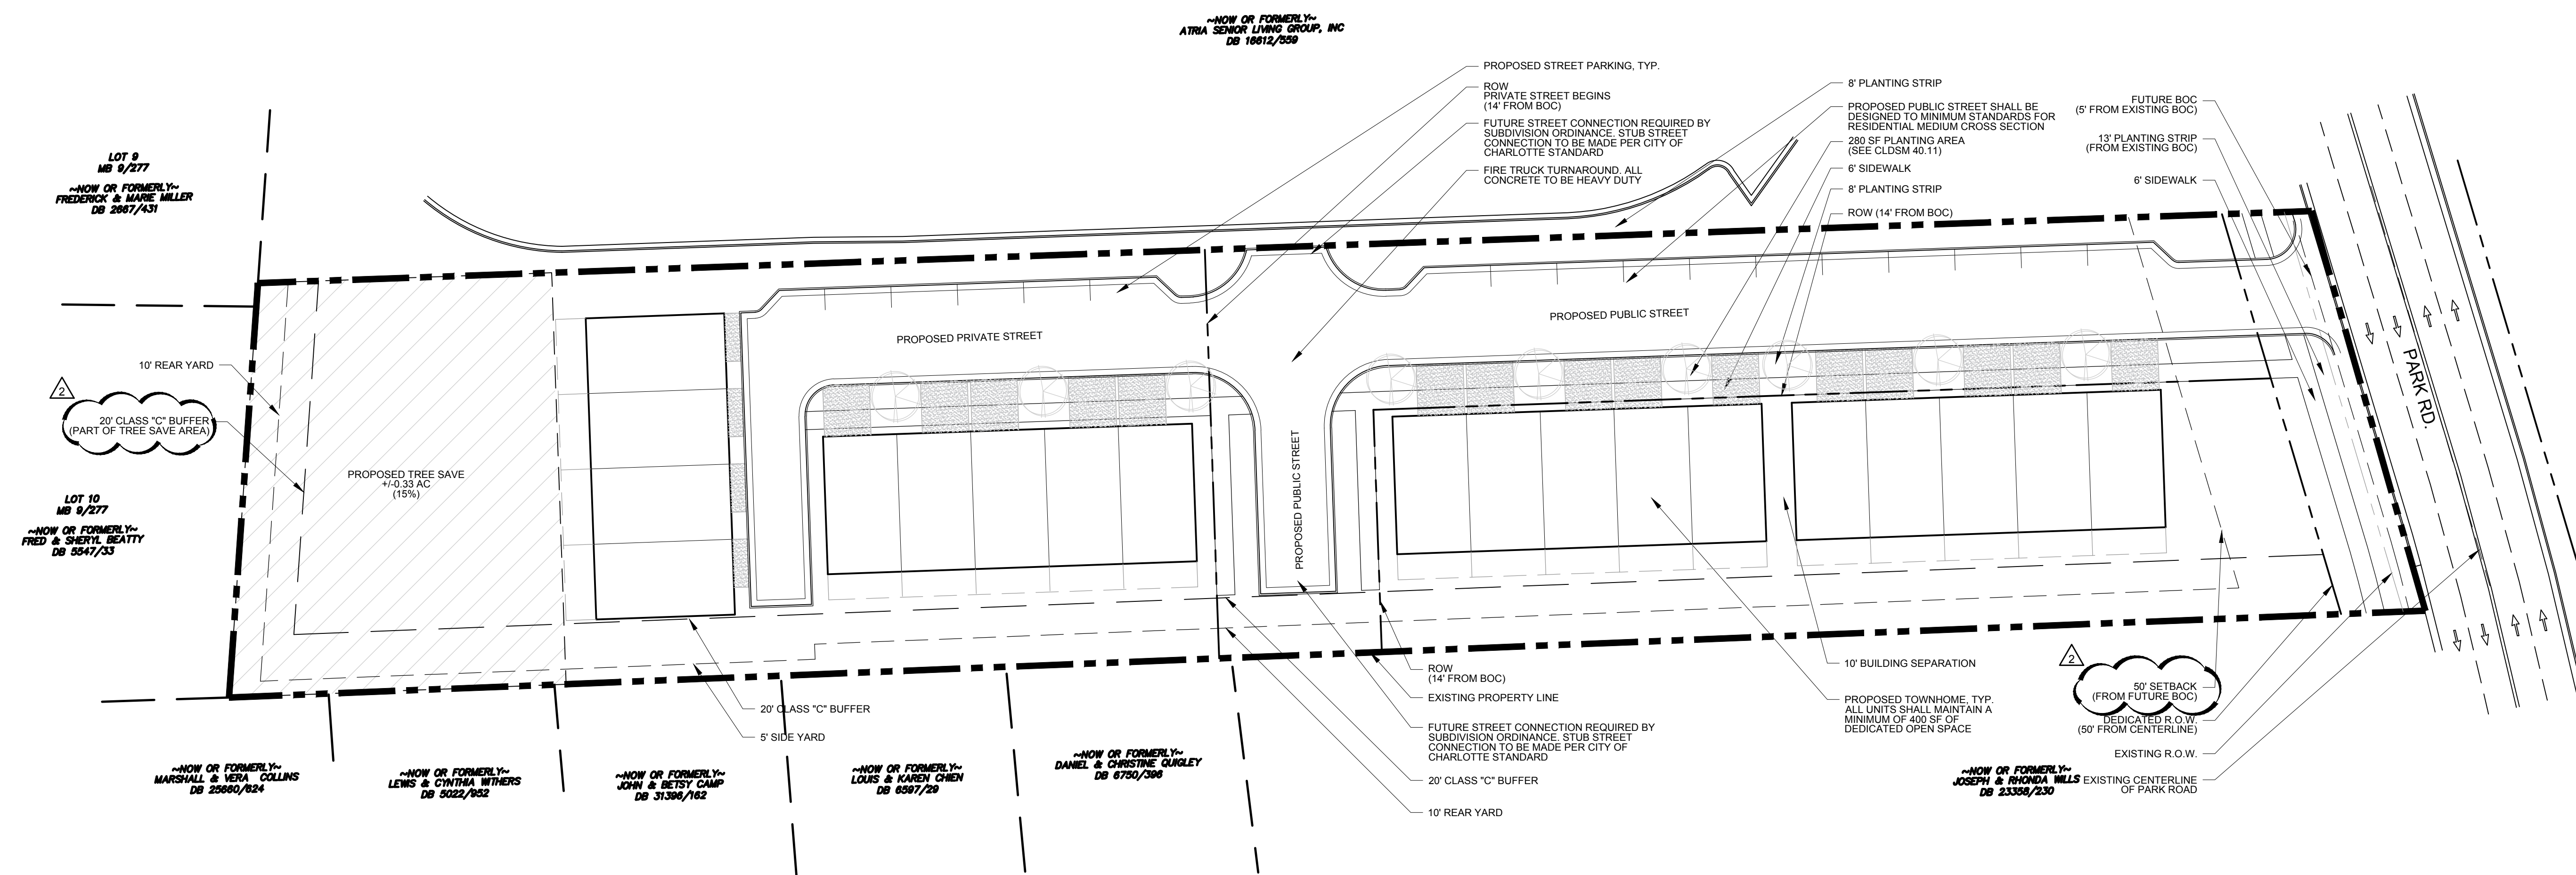 ~NOW OR FORMERLY~
ATRIA SENIOR LIVING GROUP, INC
DB 16612/559
LOT 9
MB 9/277
~NOW OR FORMERLY~
FREDERICK & MARIE MILLER
DB 2667/431
PROPOSED STREET PARKING, TYP.
ROW
PRIVATE STREET BEGINS
(14' FROM BOC)
FUTURE STREET CONNECTION REQUIRED BY
SUBDIVISION ORDINANCE. STUB STREET
CONNECTION TO BE MADE PER CITY OF
CHARLOTTE STANDARD
FIRE TRUCK TURNAROUND. ALL
CONCRETE TO BE HEAVY DUTY
8' PLANTING STRIP
PROPOSED PUBLIC STREET SHALL BE
DESIGNED TO MINIMUM STANDARDS FOR
RESIDENTIAL MEDIUM CROSS SECTION
280 SF PLANTING AREA
(SEE CLDSM 40.11)
6' SIDEWALK
8' PLANTING STRIP
ROW (14' FROM BOC)
FUTURE BOC
(5' FROM EXISTING BOC)
13' PLANTING STRIP
(FROM EXISTING BOC)
6' SIDEWALK
PROPOSED PRIVATE STREET
PROPOSED PUBLIC STREET
PARK RD.
10' REAR YARD
2
20' CLASS "C" BUFFER
(PART OF TREE SAVE AREA)
PROPOSED TREE SAVE
+/-0.33 AC
(15%)
PROPOSED PUBLIC STREET
LOT 10
MB 9/277
~NOW OR FORMERLY~
FRED & SHERYL BEATTY
DB 5547/33
20' CLASS "C" BUFFER
5' SIDE YARD
ROW
(14' FROM BOC)
EXISTING PROPERTY LINE
FUTURE STREET CONNECTION REQUIRED BY
SUBDIVISION ORDINANCE. STUB STREET
CONNECTION TO BE MADE PER CITY OF
CHARLOTTE STANDARD
20' CLASS "C" BUFFER
10' REAR YARD
10' BUILDING SEPARATION
PROPOSED TOWNHOME, TYP.
ALL UNITS SHALL MAINTAIN A
MINIMUM OF 400 SF OF
DEDICATED OPEN SPACE
2
50' SETBACK
(FROM FUTURE BOC)
DEDICATED R.O.W.
(50' FROM CENTERLINE)
EXISTING R.O.W.
EXISTING CENTERLINE
OF PARK ROAD
~NOW OR FORMERLY~
MARSHALL & VERA COLLINS
DB 25660/624
~NOW OR FORMERLY~
LEWIS & CYNTHIA WITHERS
DB 5022/952
~NOW OR FORMERLY~
JOHN & BETSY CAMP
DB 31396/162
~NOW OR FORMERLY~
LOUIS & KAREN CHIEN
DB 6597/29
~NOW OR FORMERLY~
DANIEL & CHRISTINE QUIGLEY
DB 6750/396
~NOW OR FORMERLY~
JOSEPH & RHONDA WILLS
DB 23358/230